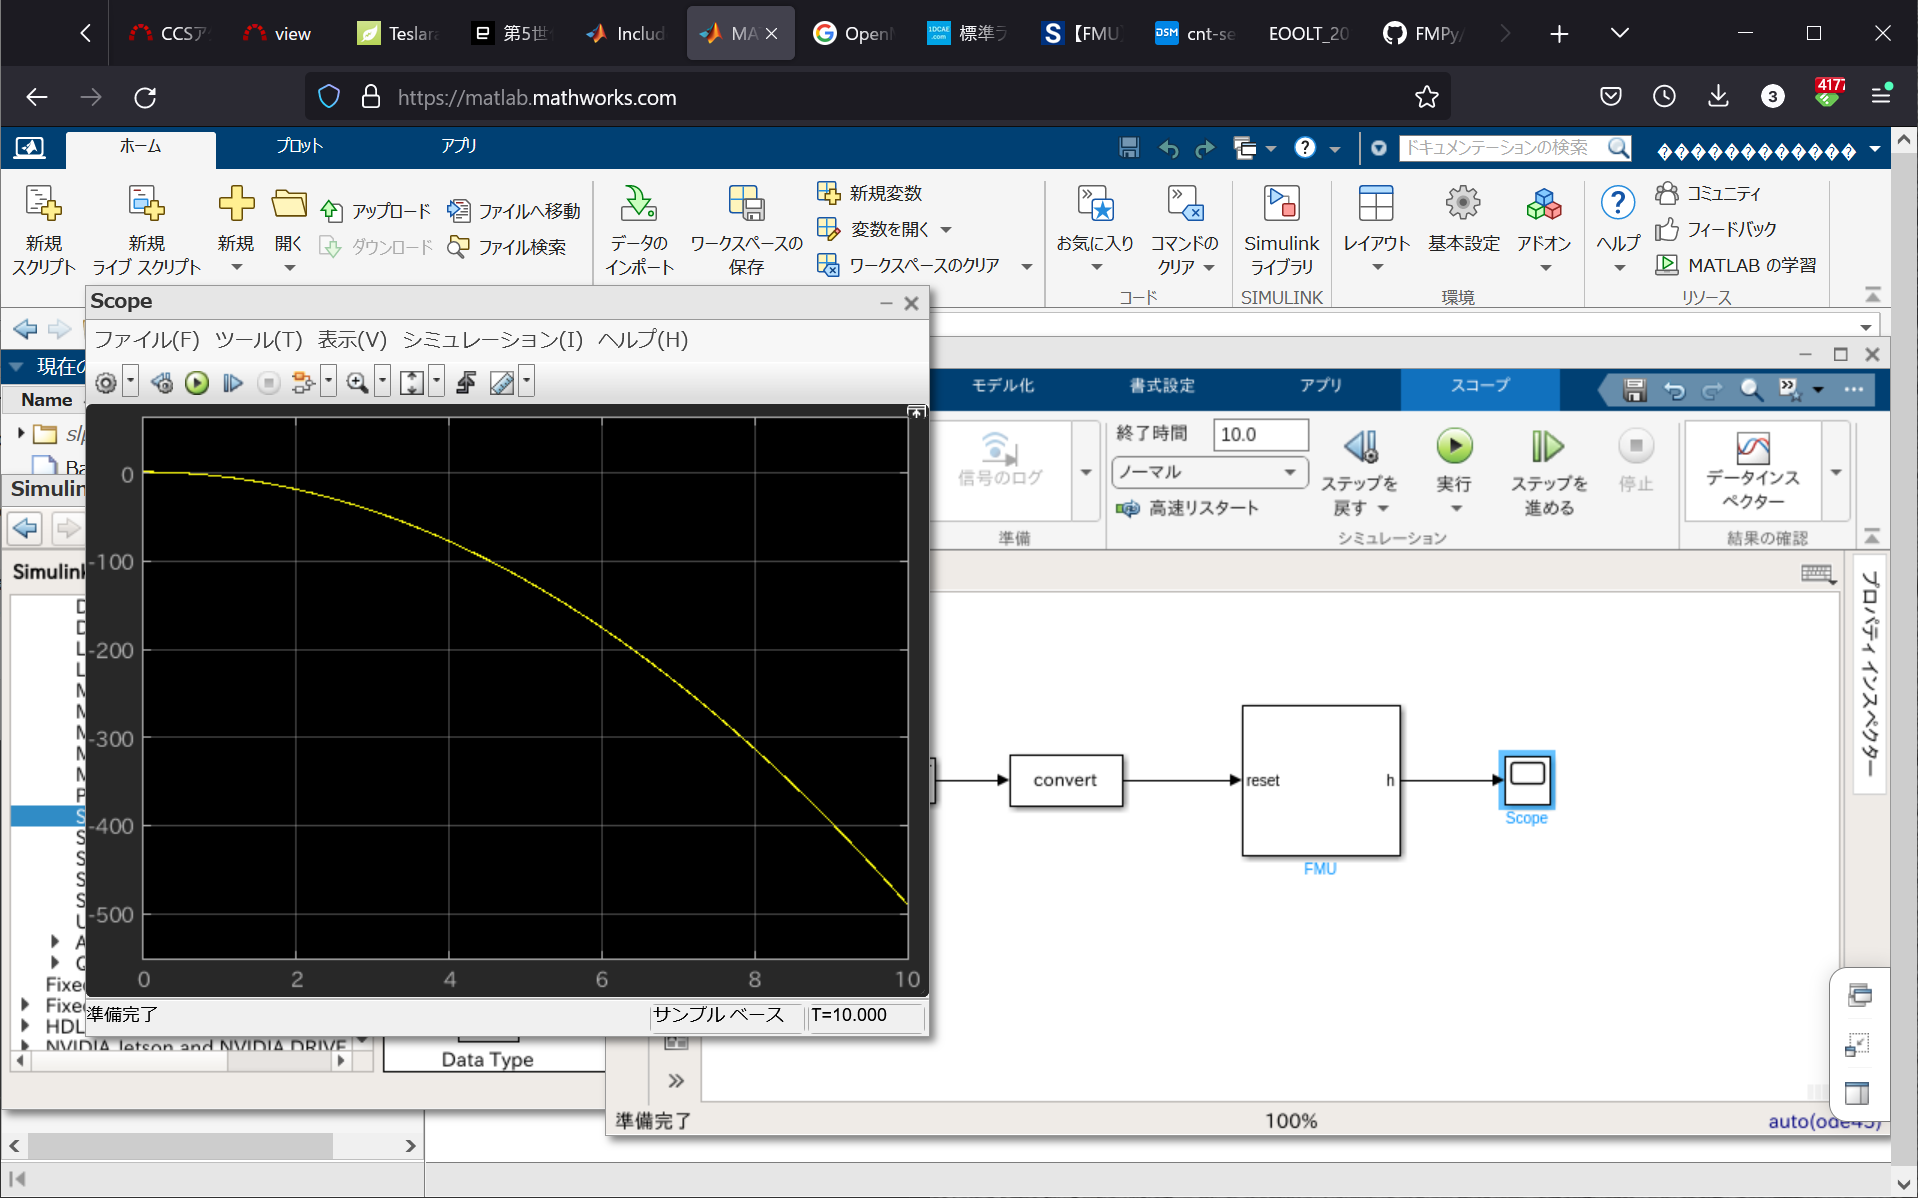 CCSア
view
Teslara
第5世
Includ
MA
Open
標準ラ
【FMU
cnt-se
EOOLT_20
FMPy/
https://matlab.mathworks.com
3
4177
ホーム
プロット
アプリ
ドキュメンテーションの検索
�������������
新規 スクリプト
新規 ライブ スクリプト
新規
開く
アップロード
ダウンロード
ファイルへ移動
ファイル検索
データの インポート
ワークスペースの 保存
新規変数
変数を開く
ワークスペースのクリア
お気に入り
コマンドの クリア
Simulink ライブラリ
レイアウト
基本設定
アドオン
ヘルプ
コミュニティ
フィードバック
MATLAB の学習
コード
SIMULINK
環境
リソース
Scope
ファイル(F) ツール(T) 表示(V) シミュレーション(I) ヘルプ(H)
現在の
Name
Ba
Simulin
Simulink
モデル化
書式設定
アプリ
スコープ
信号のログ
準備
終了時間
10.0
ノーマル
高速リスタート
ステップを 戻す
実行
ステップを 進める
停止
シミュレーション
データインス ペクター
結果の確認
プロパティ インスペクター
0
-100
-200
-300
-400
-500
0 2 4 6 8 10
準備完了
サンプル ベース
T=10.000
convert
reset
h
FMU
Scope
Fixe
Fixe
HDL
NVIDIA Jetson and NVIDIA DRIVE
Data Type
準備完了
100%
auto(ode45)